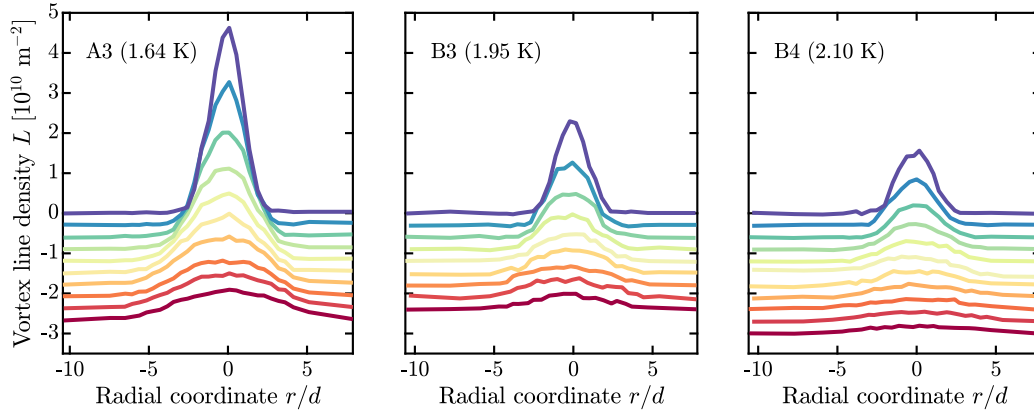 Vortex line density L [10^10 m^−2]
5
4
3
2
1
0
-1
-2
-3
A3 (1.64 K)
B3 (1.95 K)
B4 (2.10 K)
-10 -5 0 5
-10 -5 0 5
-10 -5 0 5
Radial coordinate r/d
Radial coordinate r/d
Radial coordinate r/d